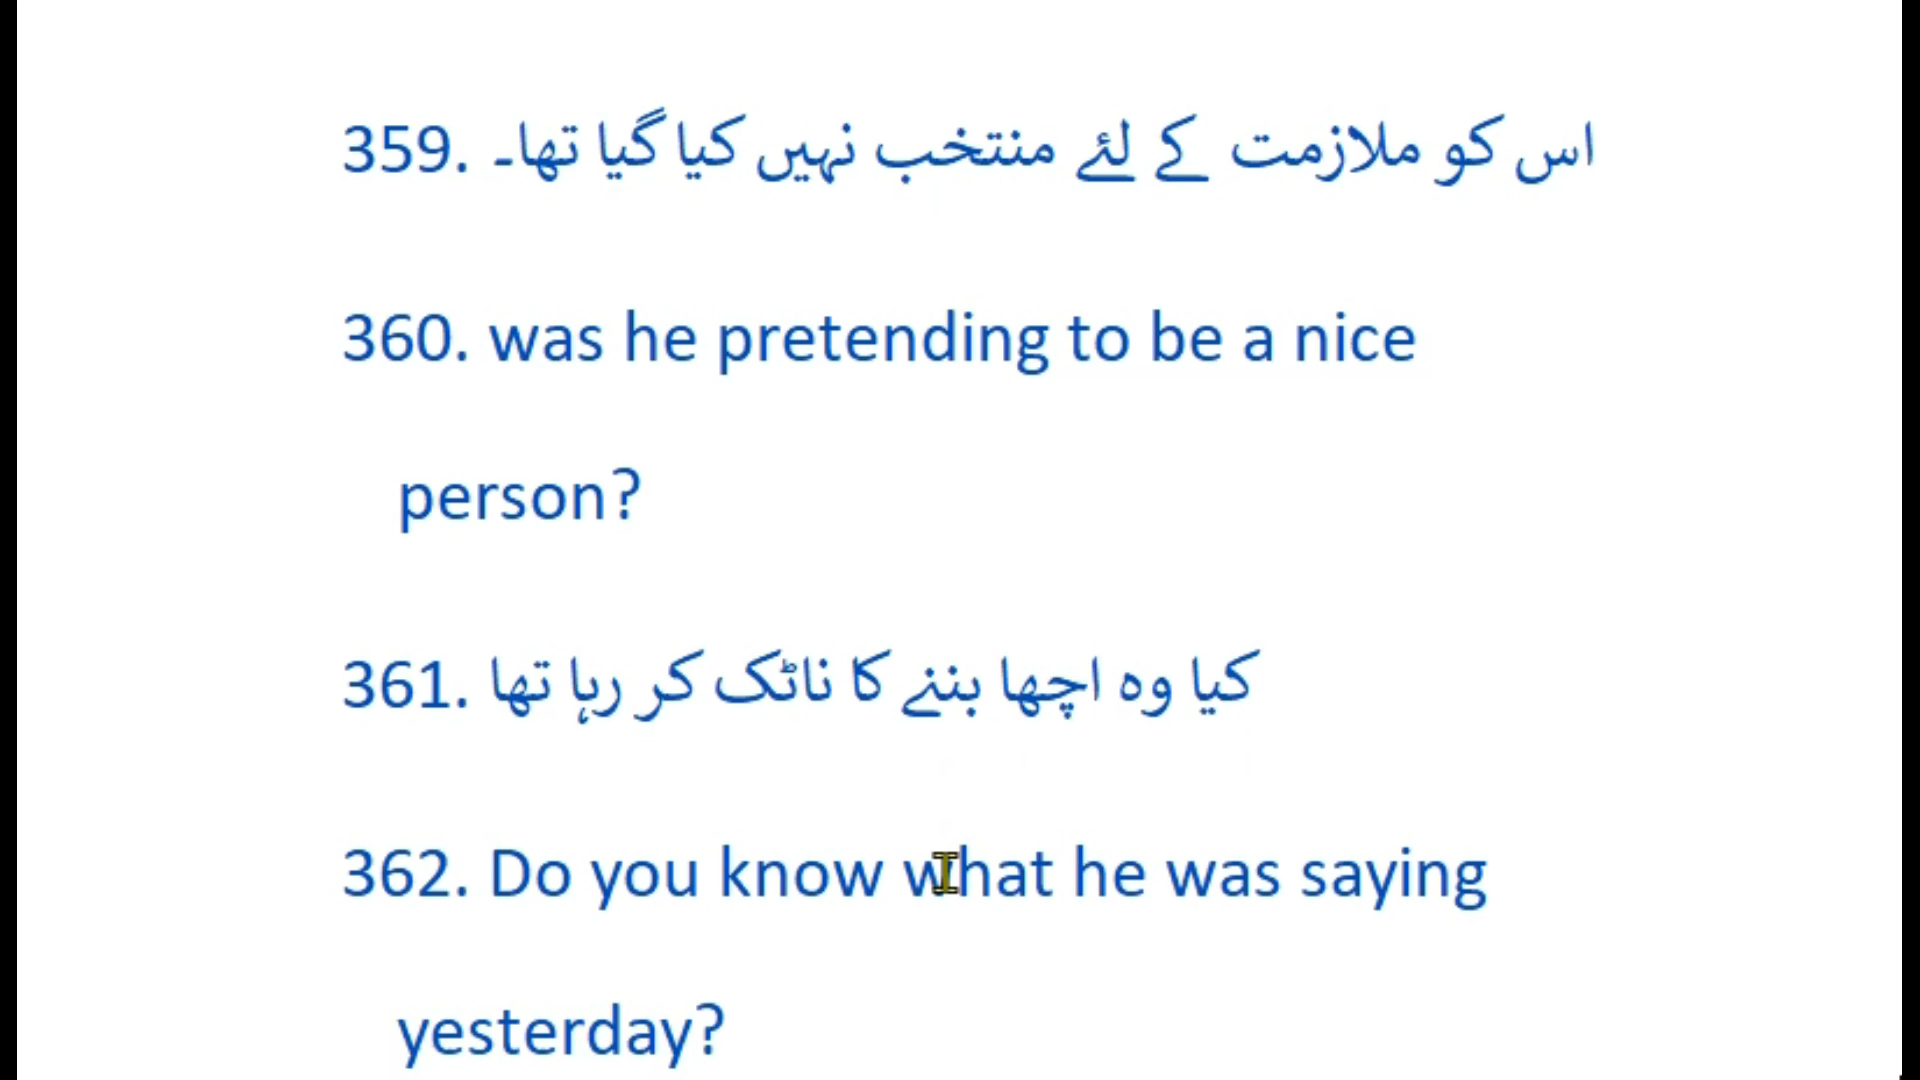 359. اس کو ملازمت کے لئے منتخب نہیں کیا گیا تھا۔
360. was he pretending to be a nice
person?
361. کیا وہ اچھا بننے کا ناٹک کر رہا تھا
362. Do you know what he was saying
yesterday?